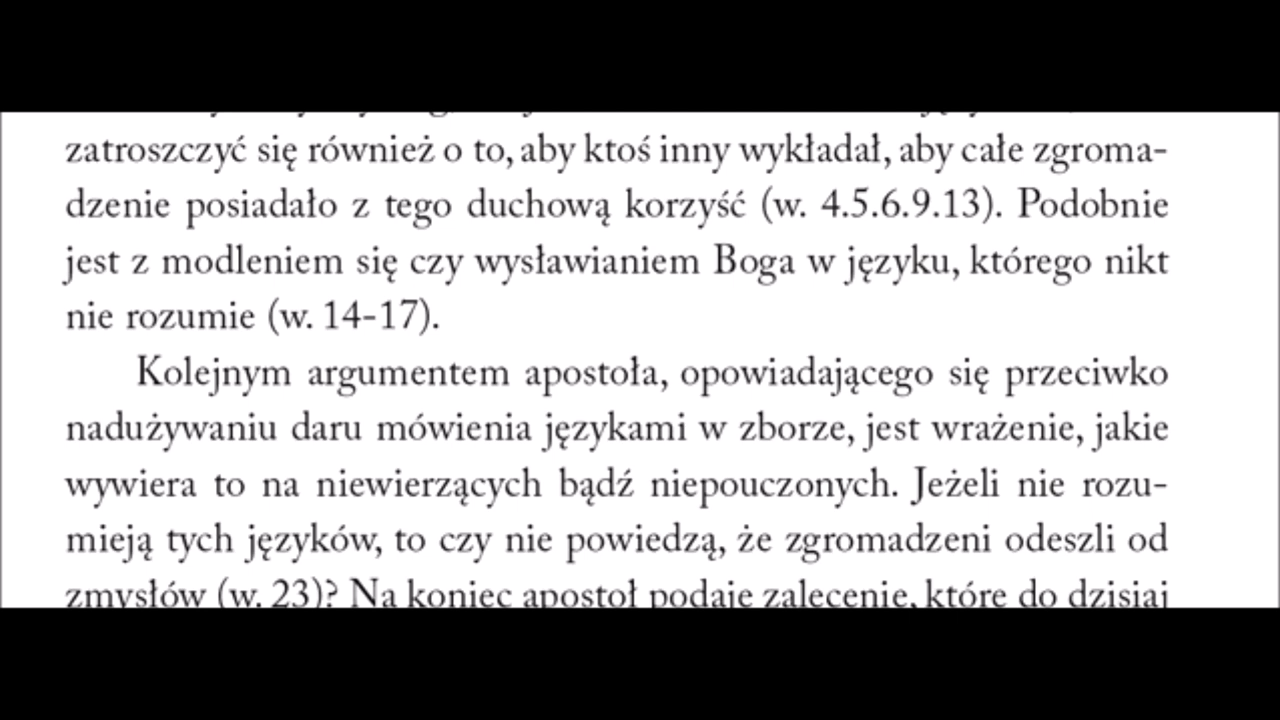 zatroszczyć się również o to, aby ktoś inny wykładał, aby całe zgroma-
dzenie posiadało z tego duchową korzyść (w. 4.5.6.9.13). Podobnie
jest z modleniem się czy wysławianiem Boga w języku, którego nikt
nie rozumie (w. 14-17).
Kolejnym argumentem apostoła, opowiadającego się przeciwko
nadużywaniu daru mówienia językami w zborze, jest wrażenie, jakie
wywiera to na niewierzących bądź niepouczonych. Jeżeli nie rozu-
mieją tych języków, to czy nie powiedzą, że zgromadzeni odeszli od
zmysłów (w. 23)? Na koniec apostoł podaje zalecenie, które do dzisiaj